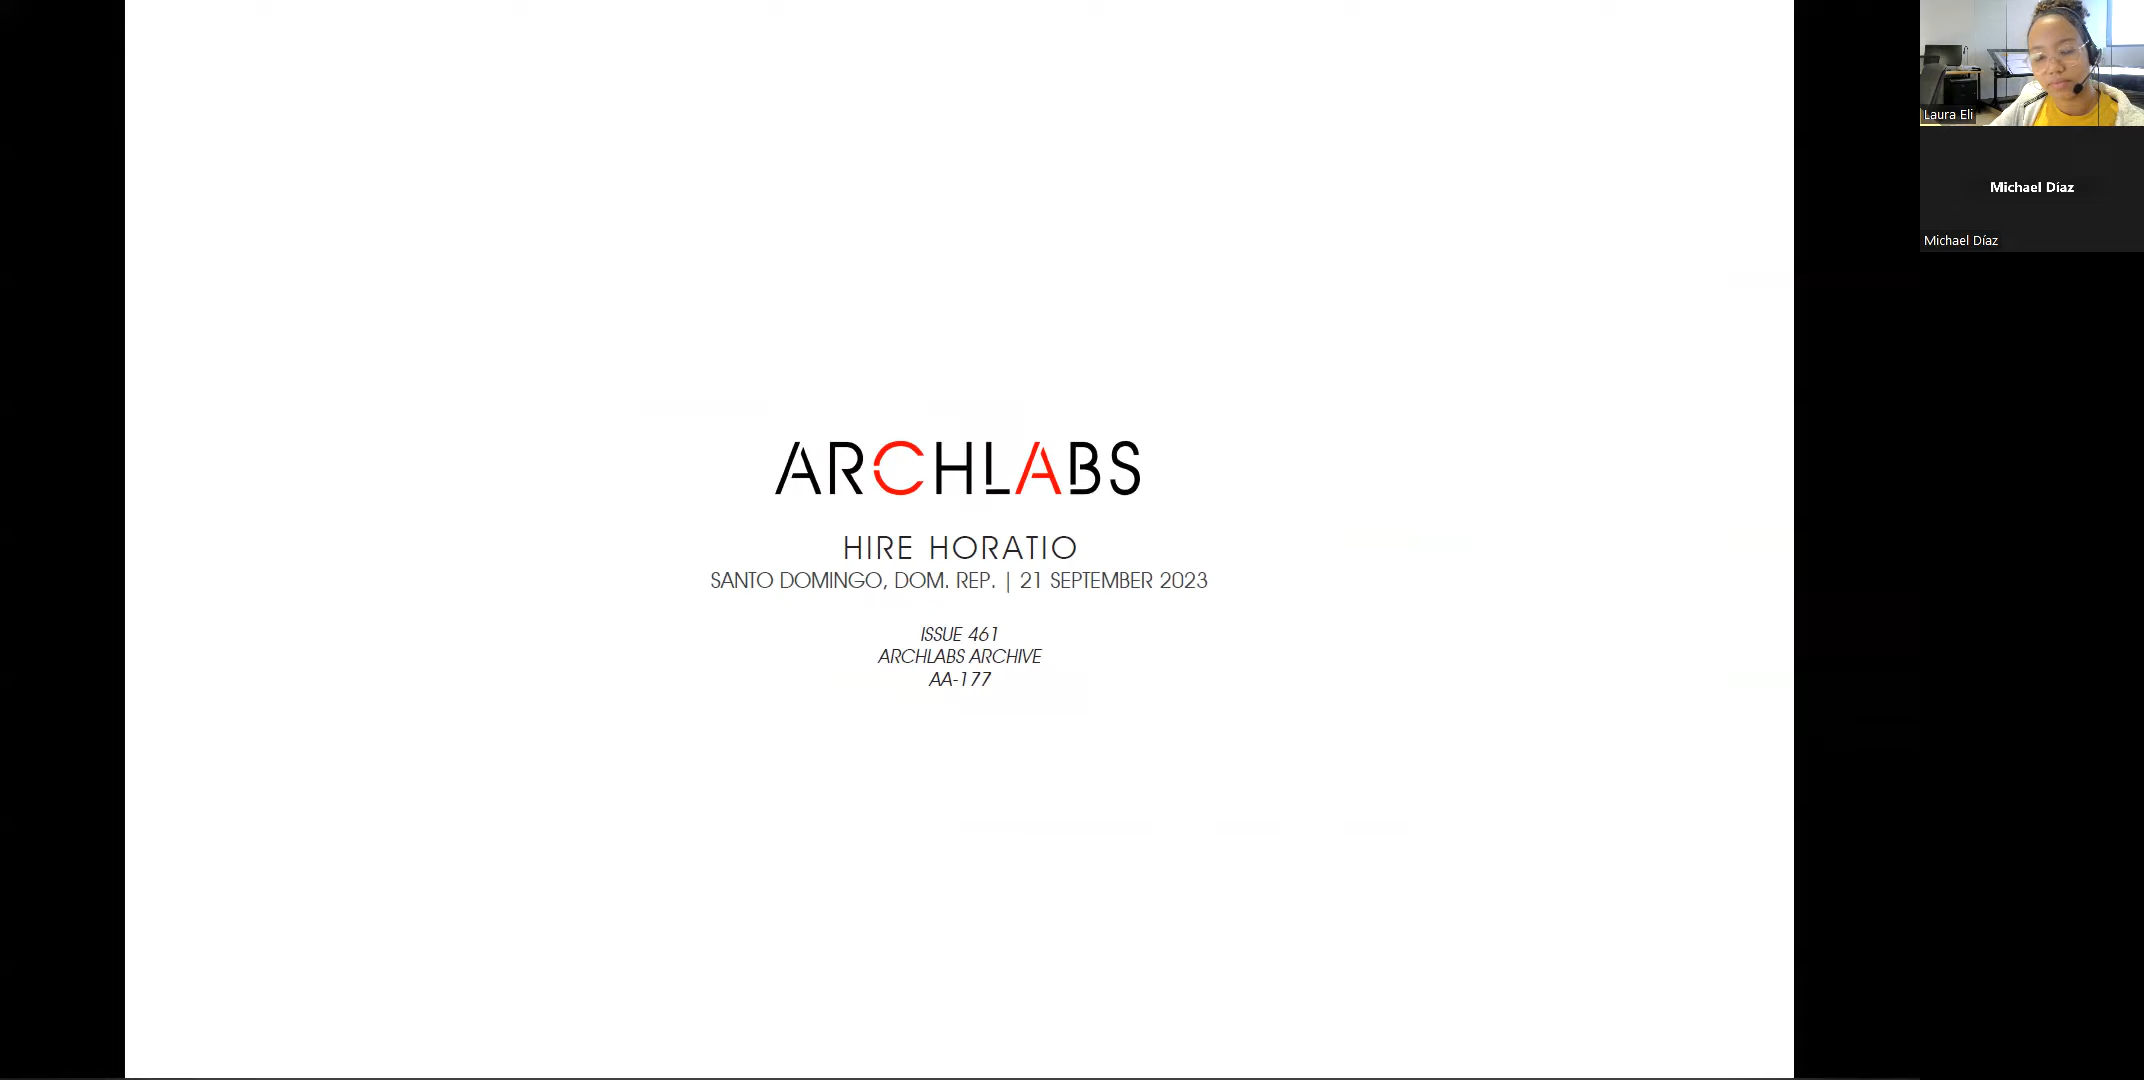 ARCHLABS
HIRE HORATIO
SANTO DOMINGO, DOM. REP. | 21 SEPTEMBER 2023
ISSUE 461
ARCHLABS ARCHIVE
AA-177
Laura Eli
Michael Díaz
Michael Díaz